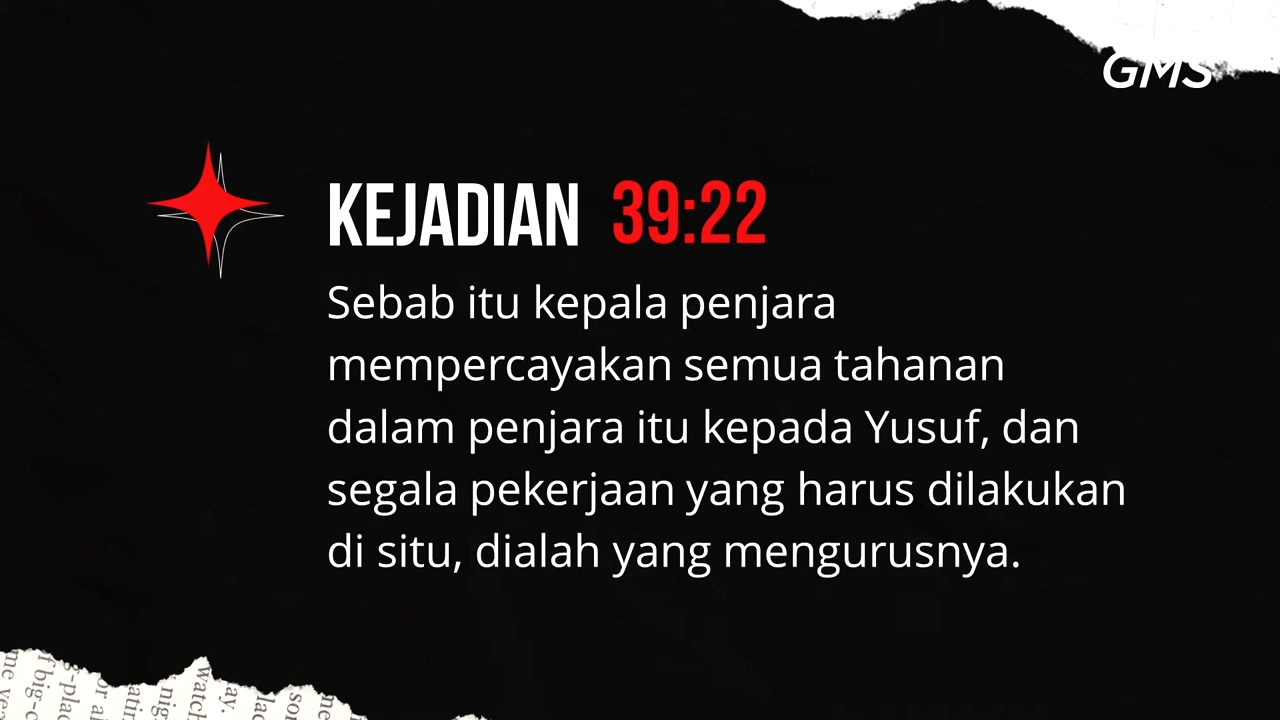 GMS
KEJADIAN 39:22
Sebab itu kepala penjara
mempercayakan semua tahanan
dalam penjara itu kepada Yusuf, dan
segala pekerjaan yang harus dilakukan
di situ, dialah yang mengurusnya.